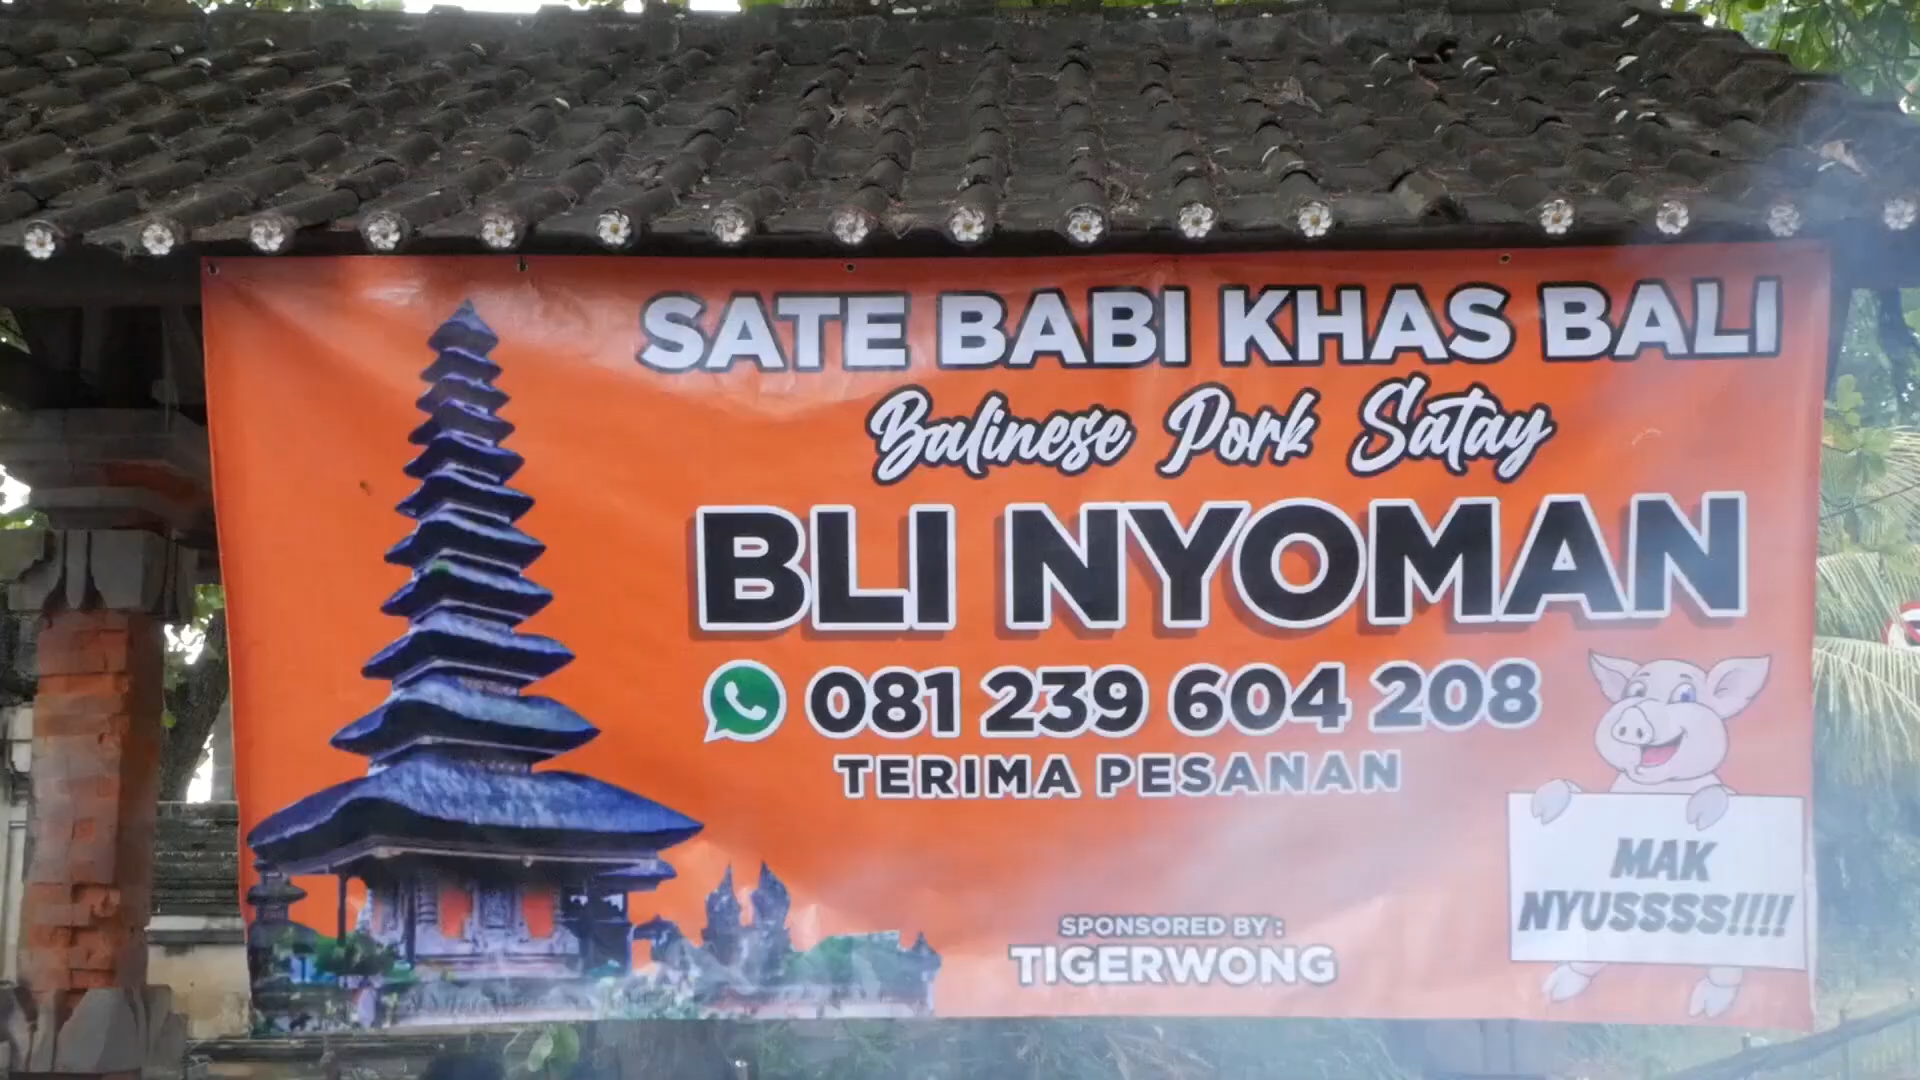 SATE BABI KHAS BALI
Balinese Pork Satay
BLI NYOMAN
081 239 604 208
TERIMA PESANAN
MAK
NYUSSSS!!!!
SPONSORED BY :
TIGERWONG